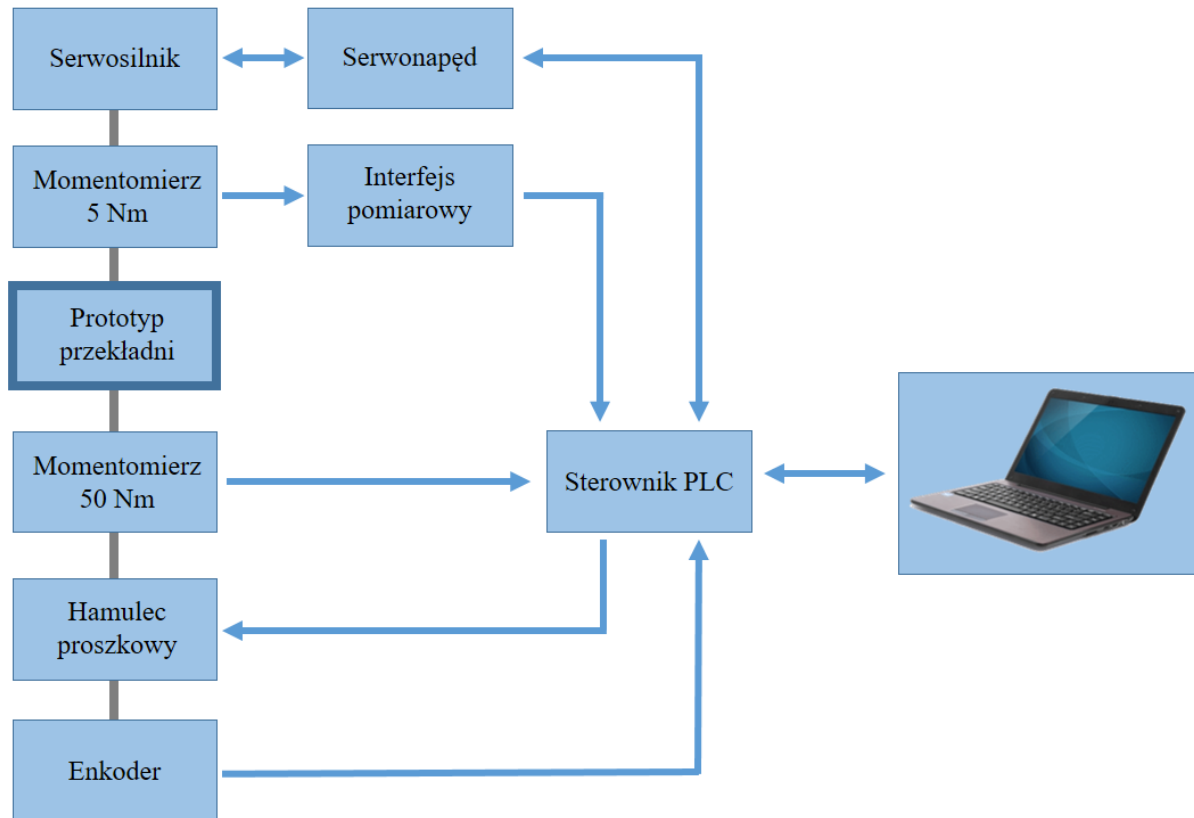 Serwosilnik
Serwonapęd
Momentomierz
5 Nm
Interfejs
pomiarowy
Prototyp
przekładni
Momentomierz
50 Nm
Sterownik PLC
Hamulec
proszkowy
Enkoder